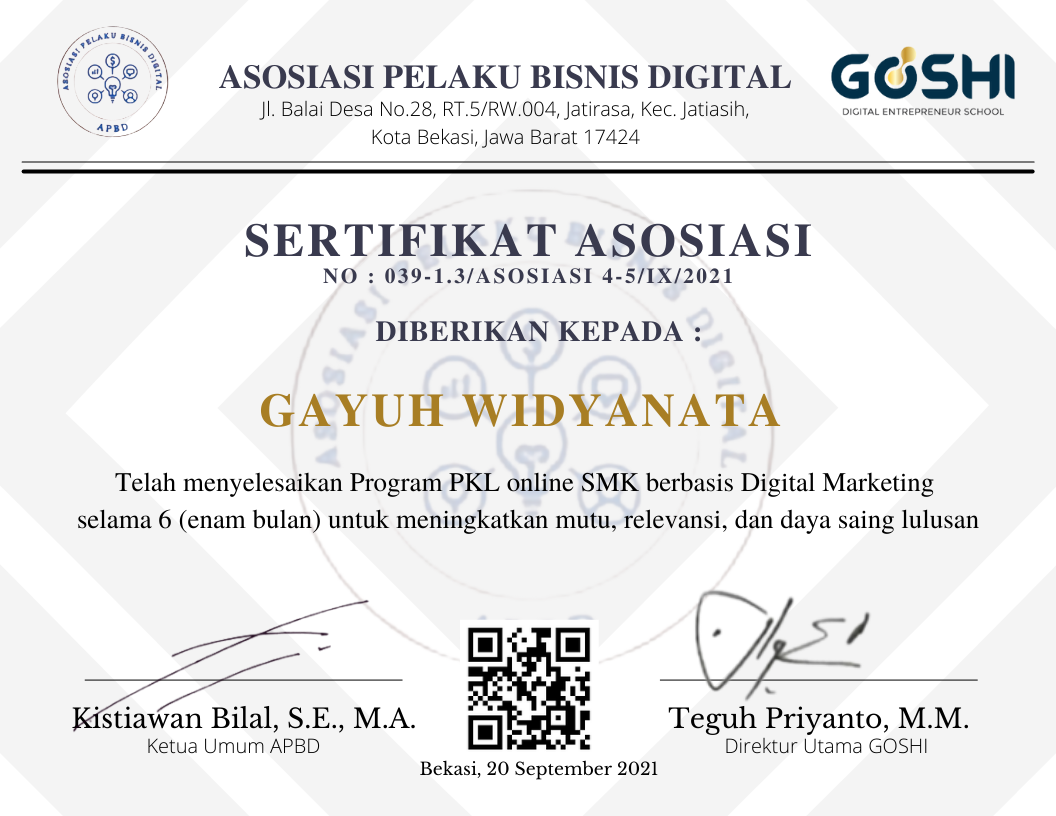 ASOSIASI PELAKU BISNIS DIGITAL
APBD
ASOSIASI PELAKU BISNIS DIGITAL
Jl. Balai Desa No.28, RT.5/RW.004, Jatirasa, Kec. Jatiasih,
Kota Bekasi, Jawa Barat 17424
GOSHI
DIGITAL ENTREPRENEUR SCHOOL
SERTIFIKAT ASOSIASI
NO : 039-1.3/ASOSIASI 4-5/IX/2021
DIBERIKAN KEPADA :
GAYUH WIDYANATA
Telah menyelesaikan Program PKL online SMK berbasis Digital Marketing
selama 6 (enam bulan) untuk meningkatkan mutu, relevansi, dan daya saing lulusan
ASOSIASI PELAKU BISNIS DIGITAL
Kistiawan Bilal, S.E., M.A.
Ketua Umum APBD
Teguh Priyanto, M.M.
Direktur Utama GOSHI
Bekasi, 20 September 2021